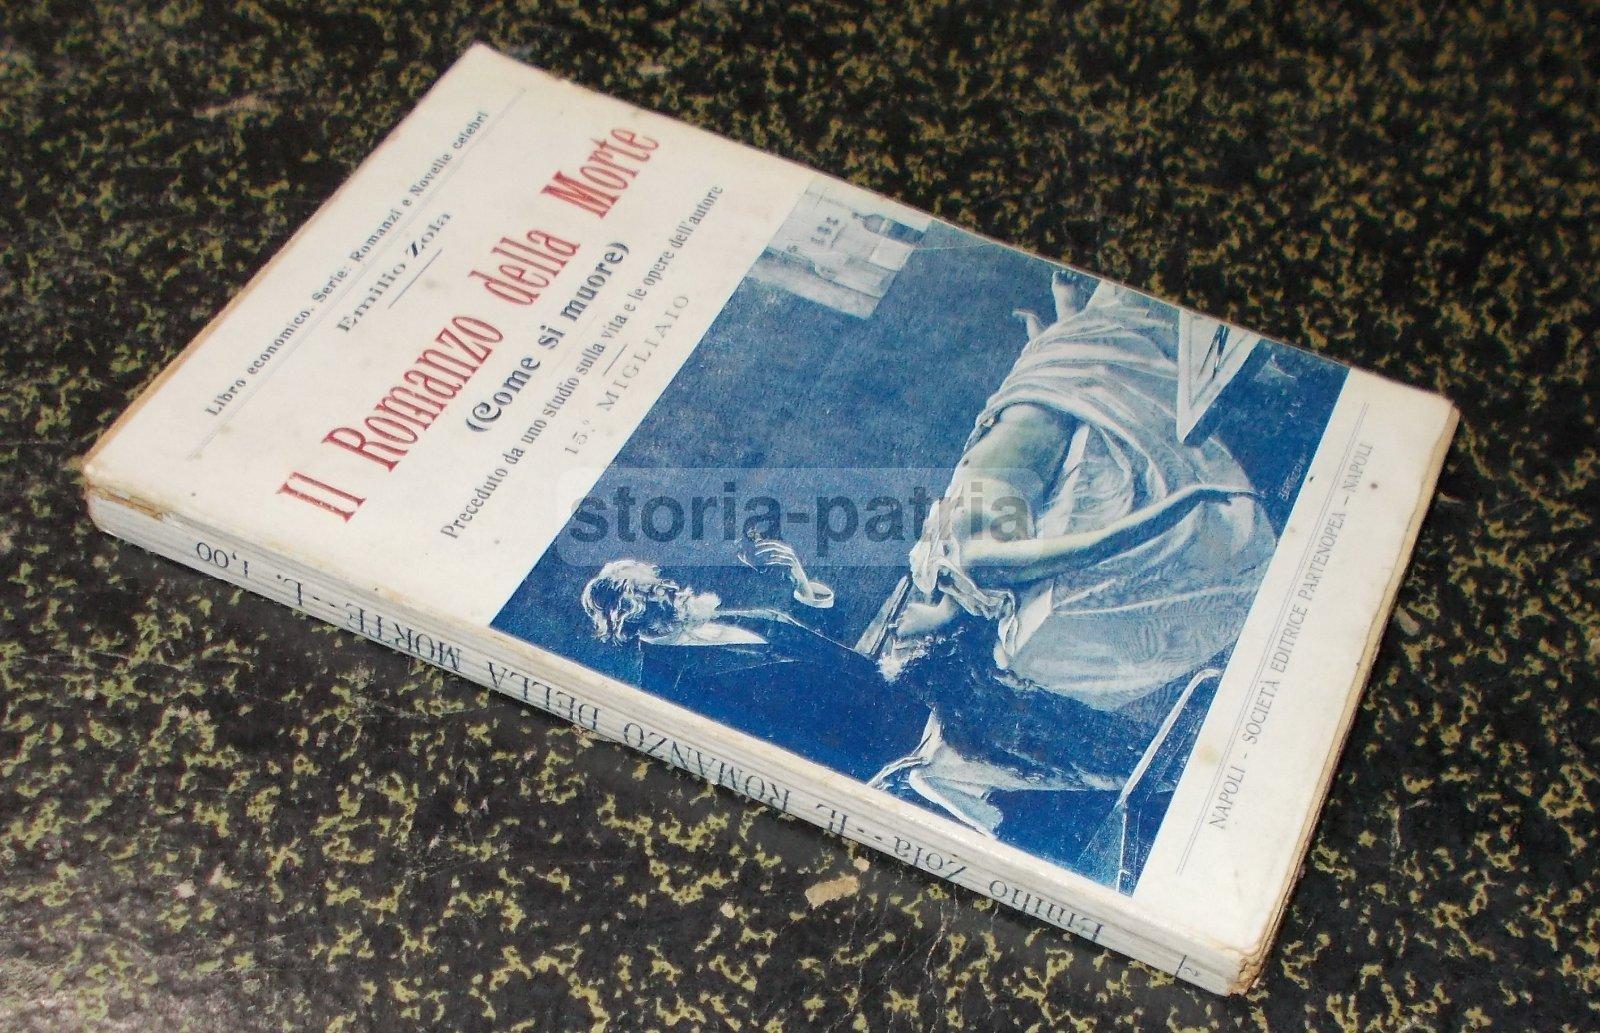 Libro economico. Serie: Romanzi e Novelle celebri
Emilio Zola
Il Romanzo della Morte
(Come si muore)
Preceduto da uno studio sulla vita e le opere dell'autore
15.° MIGLIAIO
storia-patria
NAPOLI - SOCIETÀ EDITRICE PARTENOPEA - NAPOLI
2 Emilio Zola - IL ROMANZO DELLA MORTE - L. 1,00